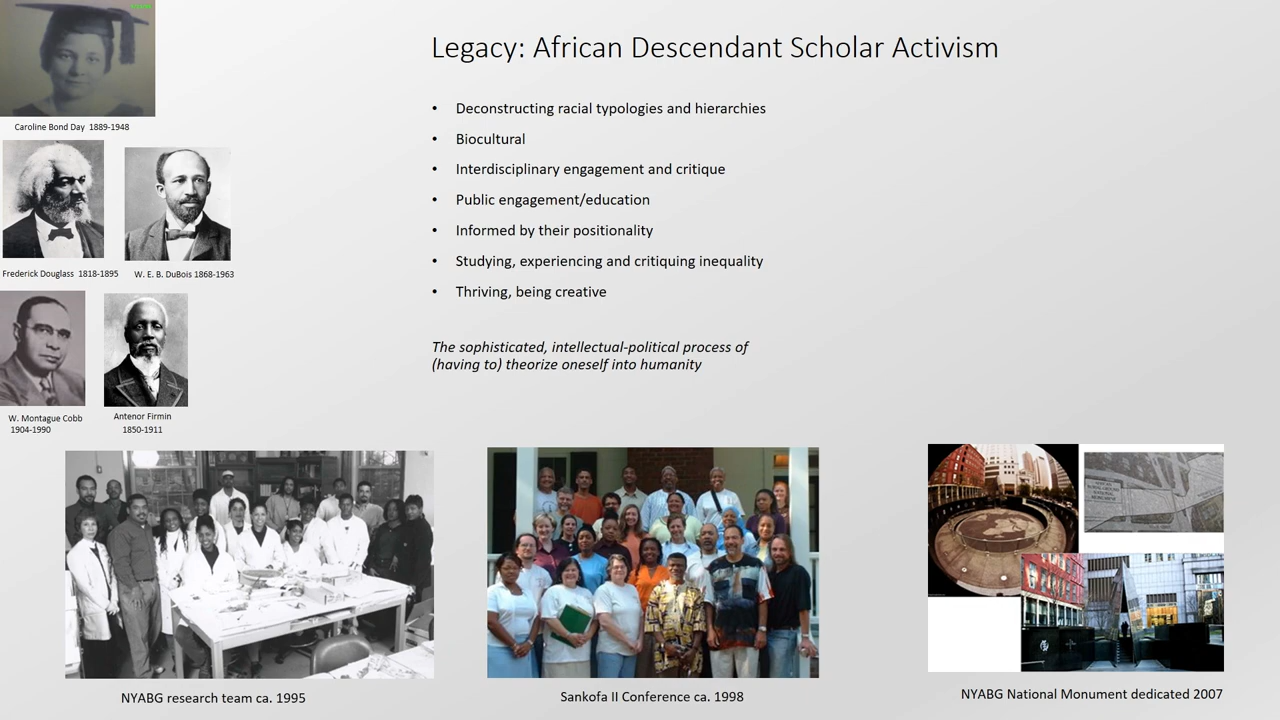 Legacy: African Descendant Scholar Activism
Caroline Bond Day 1889-1948
Frederick Douglass 1818-1895
W. E. B. DuBois 1868-1963
W. Montague Cobb
1904-1990
Antenor Firmin
1850-1911
• Deconstructing racial typologies and hierarchies
• Biocultural
• Interdisciplinary engagement and critique
• Public engagement/education
• Informed by their positionality
• Studying, experiencing and critiquing inequality
• Thriving, being creative
The sophisticated, intellectual-political process of
(having to) theorize oneself into humanity
NYABG research team ca. 1995
Sankofa II Conference ca. 1998
NYABG National Monument dedicated 2007